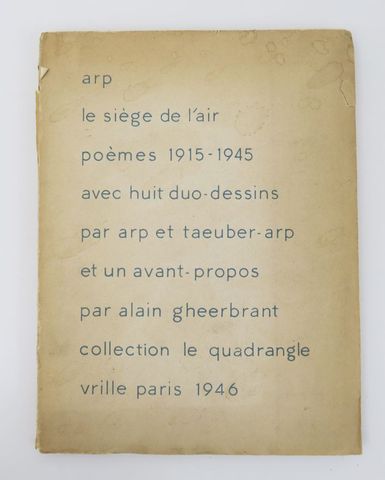 arp
le siège de l'air
poèmes 1915-1945
avec huit duo-dessins
par arp et taeuber-arp
et un avant-propos
par alain gheerbrant
collection le quadrangle
vrille paris 1946